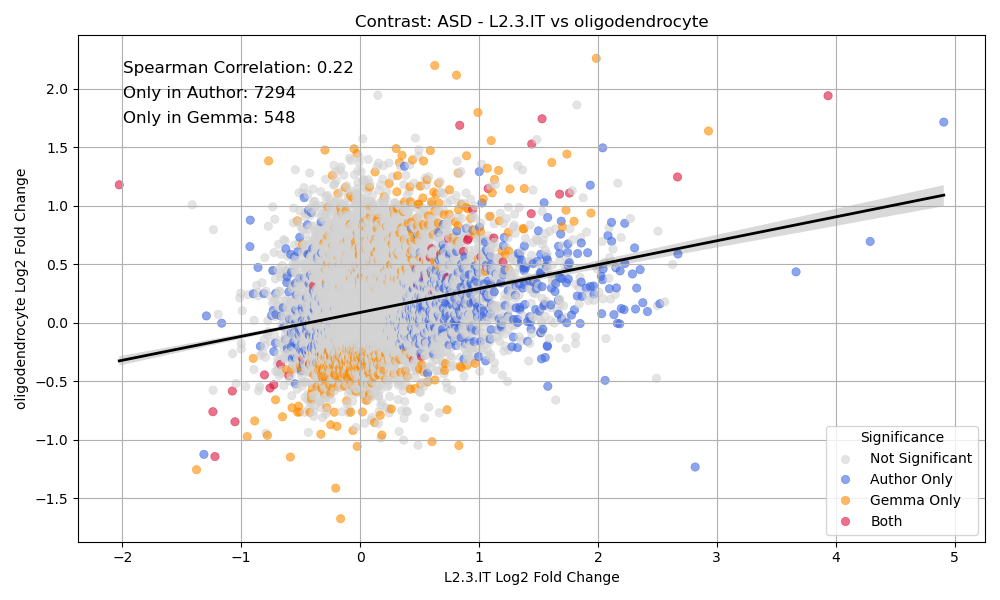 Contrast: ASD - L2.3.IT vs oligodendrocyte
Spearman Correlation: 0.22
Only in Author: 7294
Only in Gemma: 548
oligodendrocyte Log2 Fold Change
2.0
1.5
1.0
0.5
0.0
−0.5
−1.0
−1.5
Significance
Not Significant
Author Only
Gemma Only
Both
−2
−1
0
1
2
3
4
5
L2.3.IT Log2 Fold Change